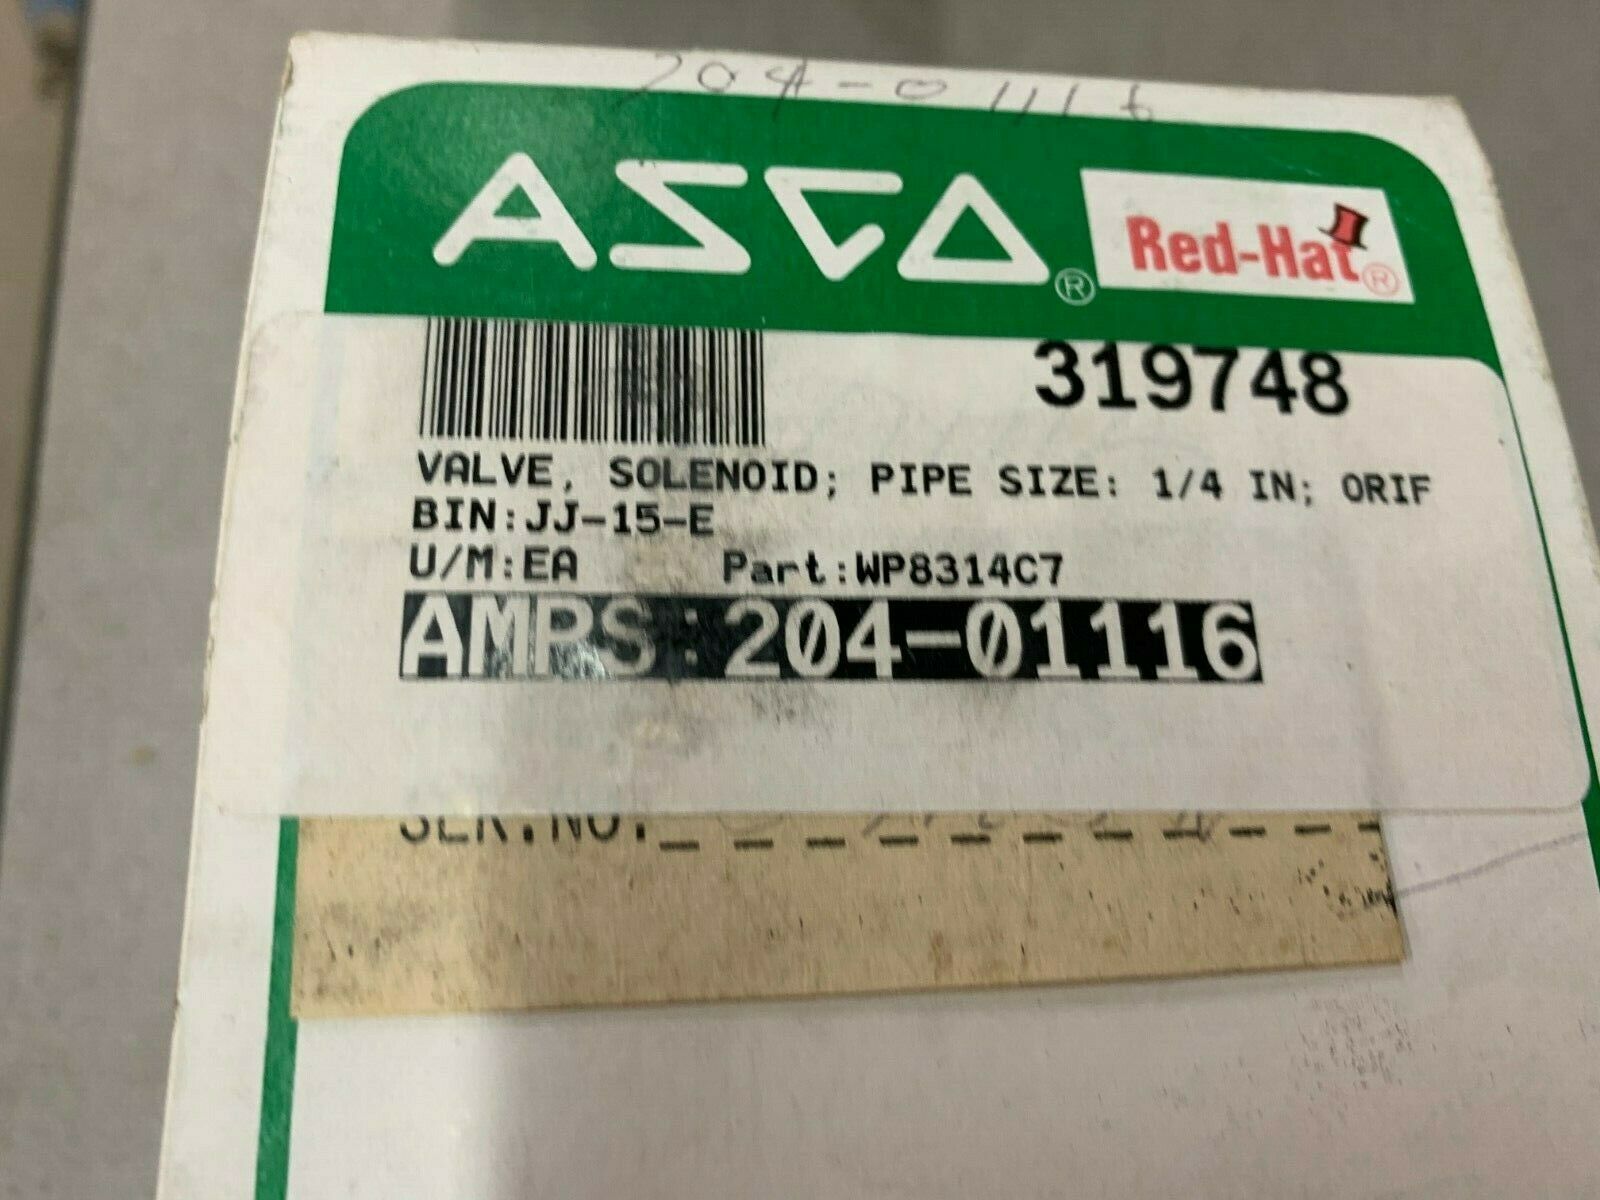 204-01116
ASCO ® Red-Hat ®
319748
VALVE, SOLENOID; PIPE SIZE: 1/4 IN; ORIF
BIN:JJ-15-E
U/M:EA Part:WP8314C7
AMPS:204-01116
SER.NO.